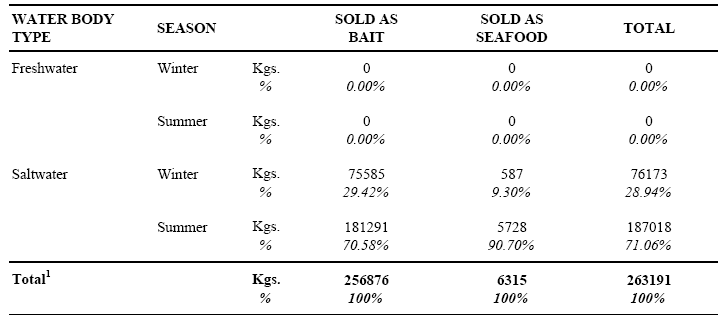 WATER BODY TYPE SEASON SOLD AS BAIT SOLD AS SEAFOOD TOTAL
Freshwater Winter Kgs. 0 0 0
% 0.00% 0.00% 0.00%
Summer Kgs. 0 0 0
% 0.00% 0.00% 0.00%
Saltwater Winter Kgs. 75585 587 76173
% 29.42% 9.30% 28.94%
Summer Kgs. 181291 5728 187018
% 70.58% 90.70% 71.06%
Total1 Kgs. 256876 6315 263191
% 100% 100% 100%